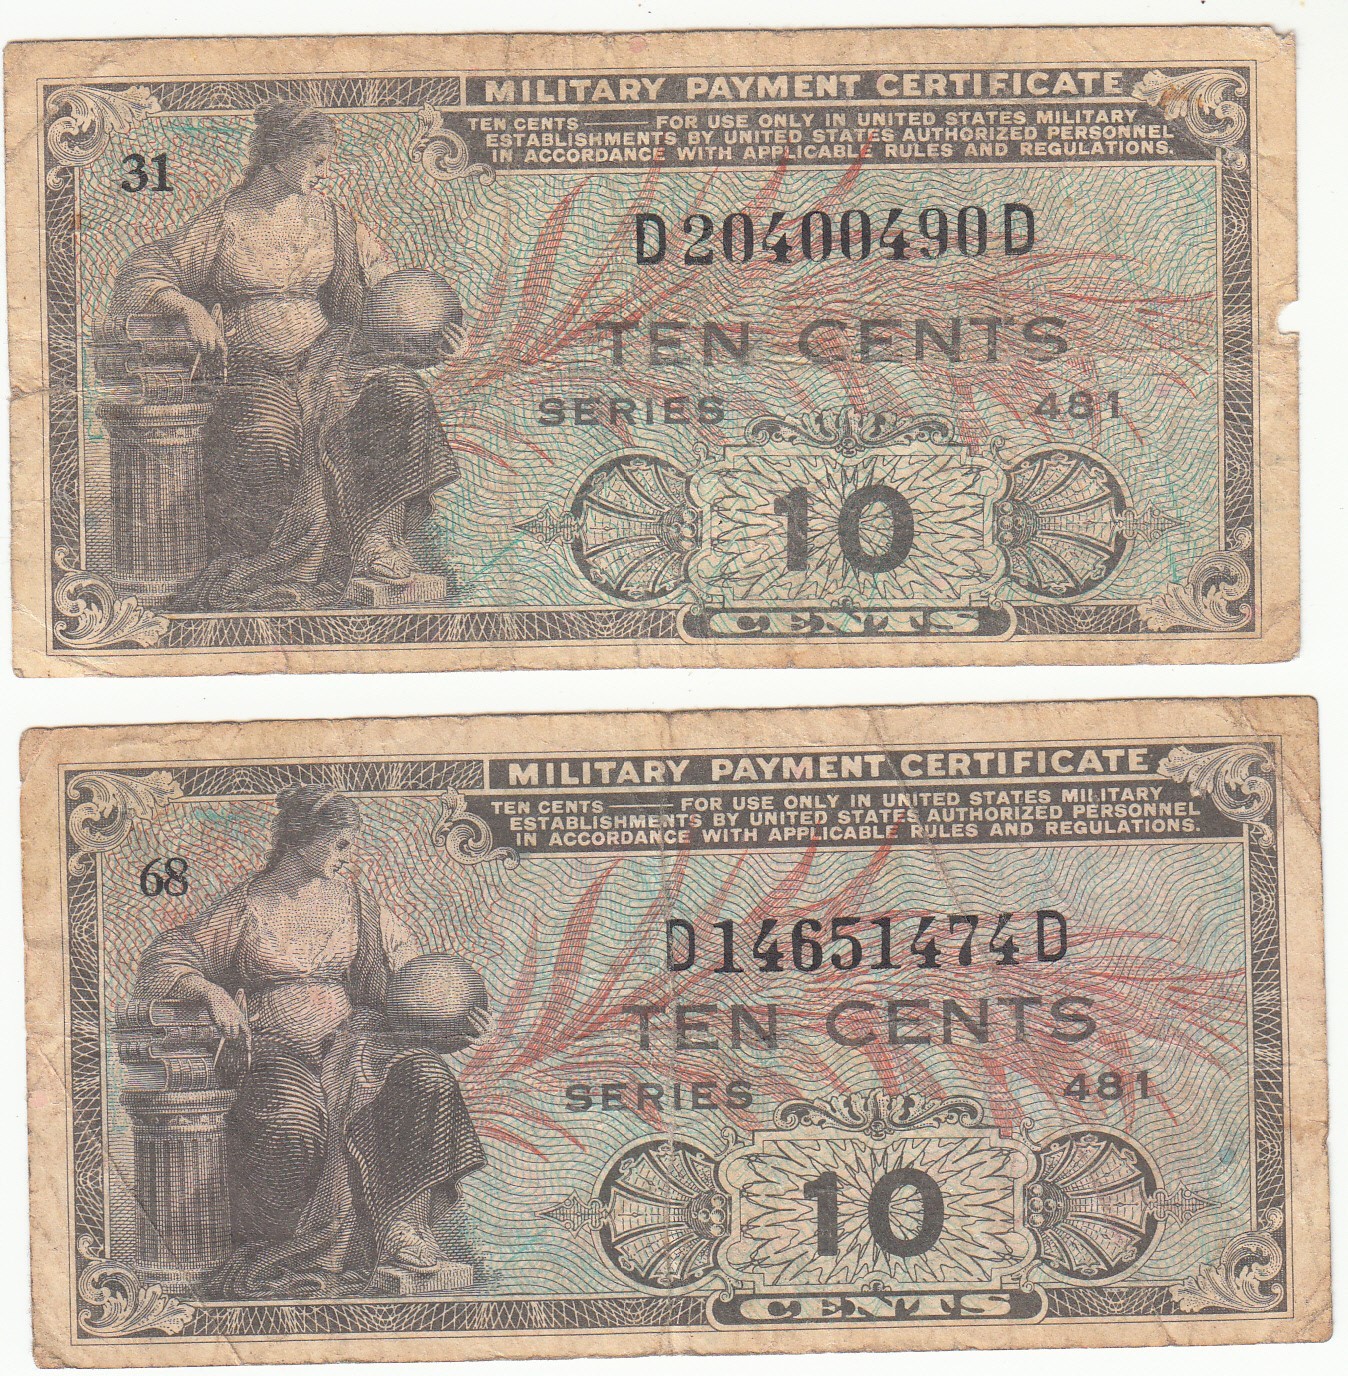 MILITARY PAYMENT CERTIFICATE
TEN CENTS —— FOR USE ONLY IN UNITED STATES MILITARY
ESTABLISHMENTS BY UNITED STATES AUTHORIZED PERSONNEL
IN ACCORDANCE WITH APPLICABLE RULES AND REGULATIONS.
31
D20400490D
TEN CENTS
SERIES 481
10
CENTS
MILITARY PAYMENT CERTIFICATE
TEN CENTS —— FOR USE ONLY IN UNITED STATES MILITARY
ESTABLISHMENTS BY UNITED STATES AUTHORIZED PERSONNEL
IN ACCORDANCE WITH APPLICABLE RULES AND REGULATIONS.
68
D14651474D
TEN CENTS
SERIES 481
10
CENTS